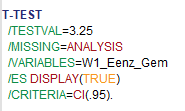 T-TEST
/TESTVAL=3.25
/MISSING=ANALYSIS
/VARIABLES=W1_Eenz_Gem
/ES DISPLAY(TRUE)
/CRITERIA=CI(.95).